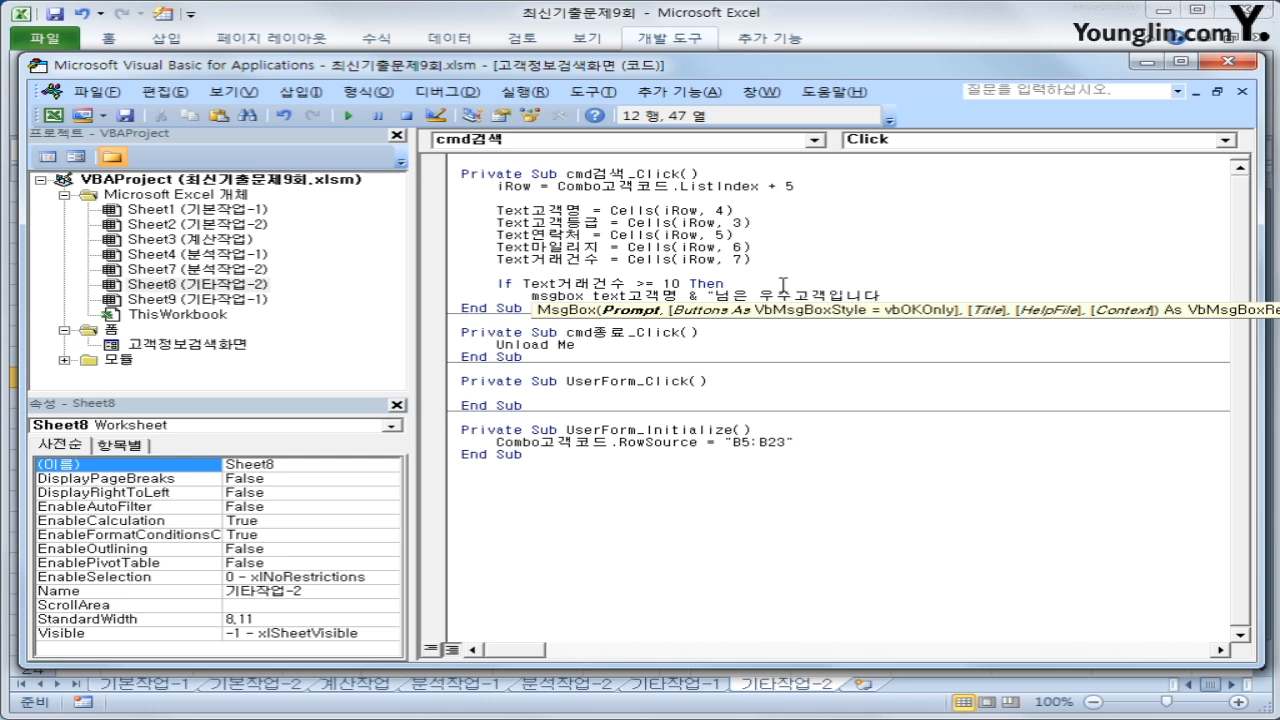 최신기출문제9회 - Microsoft Excel
Y.
Younglin.com
파일 홈 삽입 페이지 레이아웃 수식 데이터 검토 보기 개발 도구 추가 기능
Microsoft Visual Basic for Applications - 최신기출문제9회.xlsm - [고객정보검색화면 (코드)]
파일(F) 편집(E) 보기(V) 삽입(I) 형식(O) 디버그(D) 실행(R) 도구(T) 추가 기능(A) 창(W) 도움말(H) 질문을 입력하십시오.
12 행, 47 열
프로젝트 - VBAProject
VBAProject (최신기출문제9회.xlsm)
Microsoft Excel 개체
Sheet1 (기본작업-1)
Sheet2 (기본작업-2)
Sheet3 (계산작업)
Sheet4 (분석작업-1)
Sheet7 (분석작업-2)
Sheet8 (기타작업-2)
Sheet9 (기타작업-1)
ThisWorkbook
폼
고객정보검색화면
모듈
속성 - Sheet8
Sheet8 Worksheet
사전순 항목별
(이름) Sheet8
DisplayPageBreaks False
DisplayRightToLeft False
EnableAutoFilter False
EnableCalculation True
EnableFormatConditionsC True
EnableOutlining False
EnablePivotTable False
EnableSelection 0 - xlNoRestrictions
Name 기타작업-2
ScrollArea
StandardWidth 8,11
Visible -1 - xlSheetVisible
cmd검색 Click
Private Sub cmd검색_Click()
iRow = Combo고객코드.ListIndex + 5
Text고객명 = Cells(iRow, 4)
Text고객등급 = Cells(iRow, 3)
Text연락처 = Cells(iRow, 5)
Text마일리지 = Cells(iRow, 6)
Text거래건수 = Cells(iRow, 7)
If Text거래건수 >= 10 Then
msgbox text고객명 & "님은 우수고객입니다
End Sub
MsgBox(Prompt, [Buttons As VbMsgBoxStyle = vbOKOnly], [Title], [HelpFile], [Context]) As VbMsgBoxRe
Private Sub cmd종료_Click()
Unload Me
End Sub
Private Sub UserForm_Click()
End Sub
Private Sub UserForm_Initialize()
Combo고객코드.RowSource = "B5:B23"
End Sub
기본작업-1 기본작업-2 계산작업 분석작업-1 분석작업-2 기타작업-1 기타작업-2
준비 100%